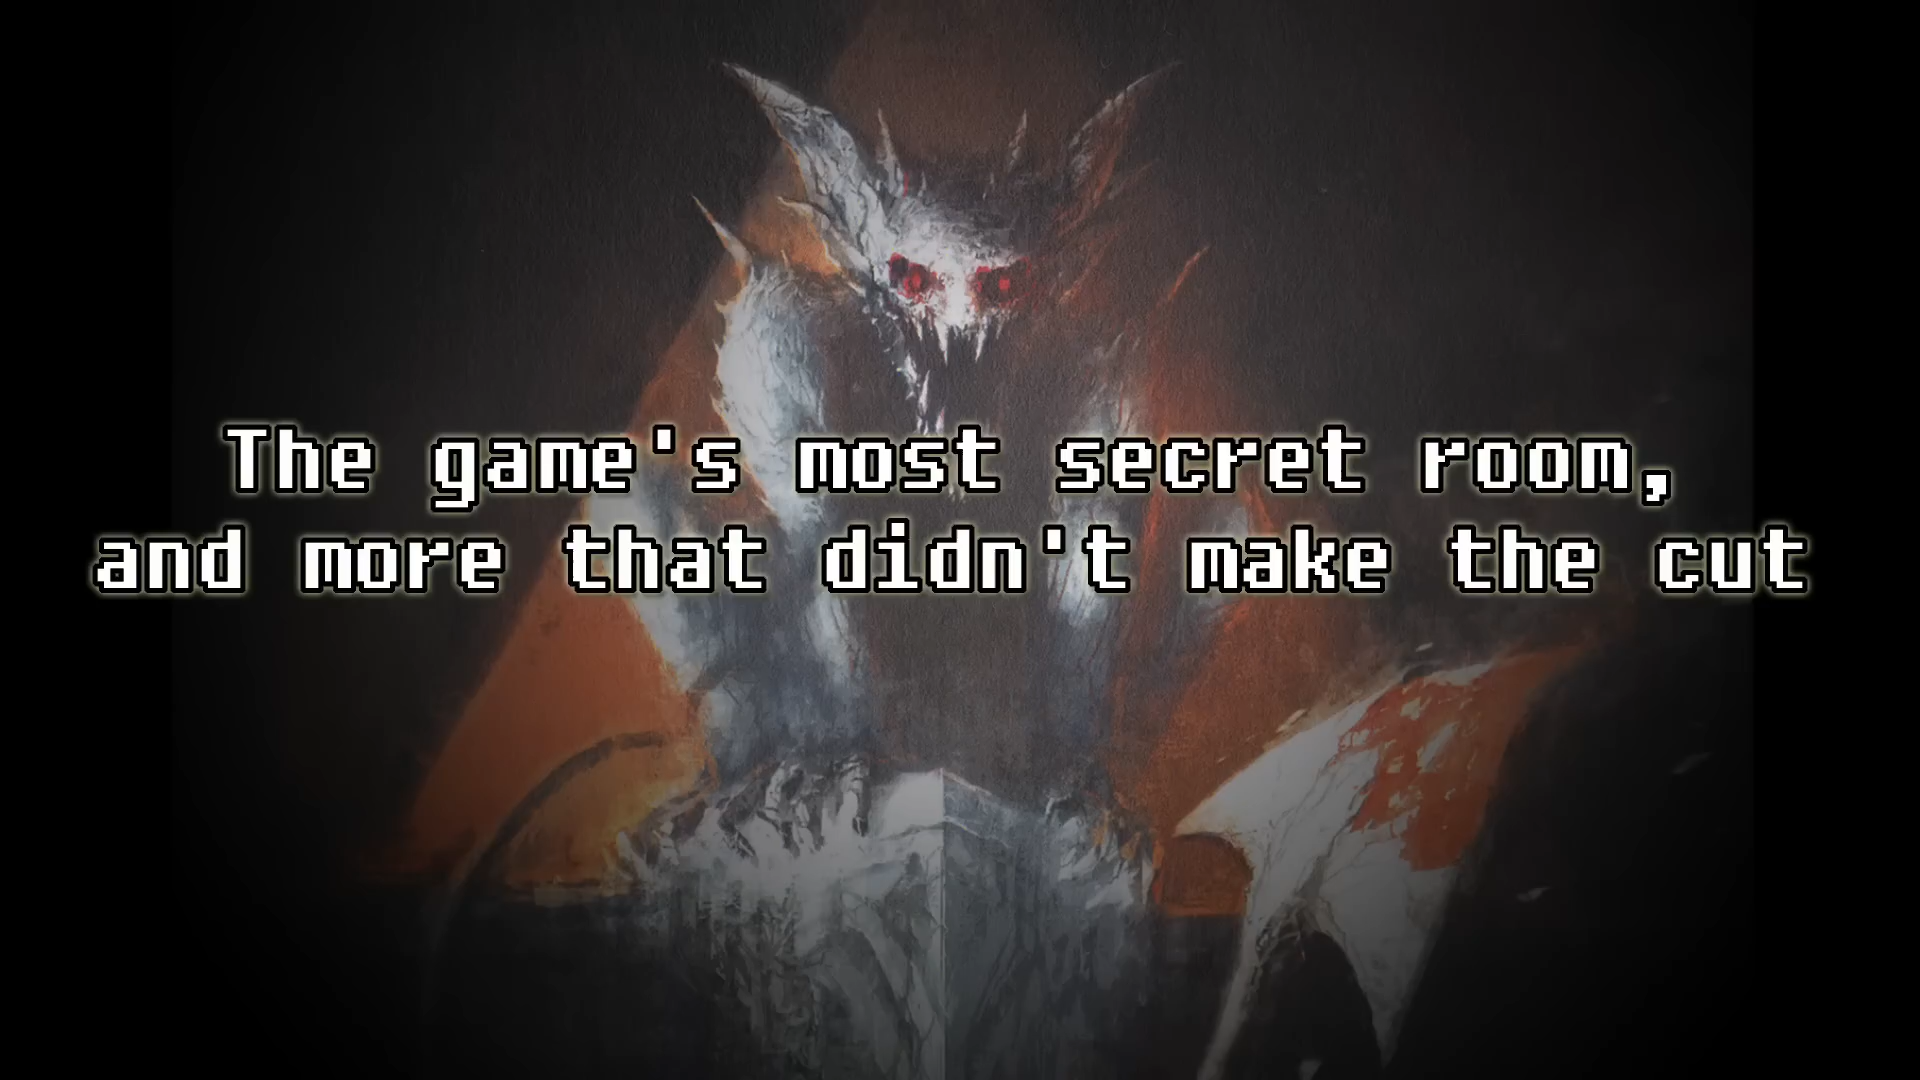 The game's most secret room,
and more that didn't make the cut